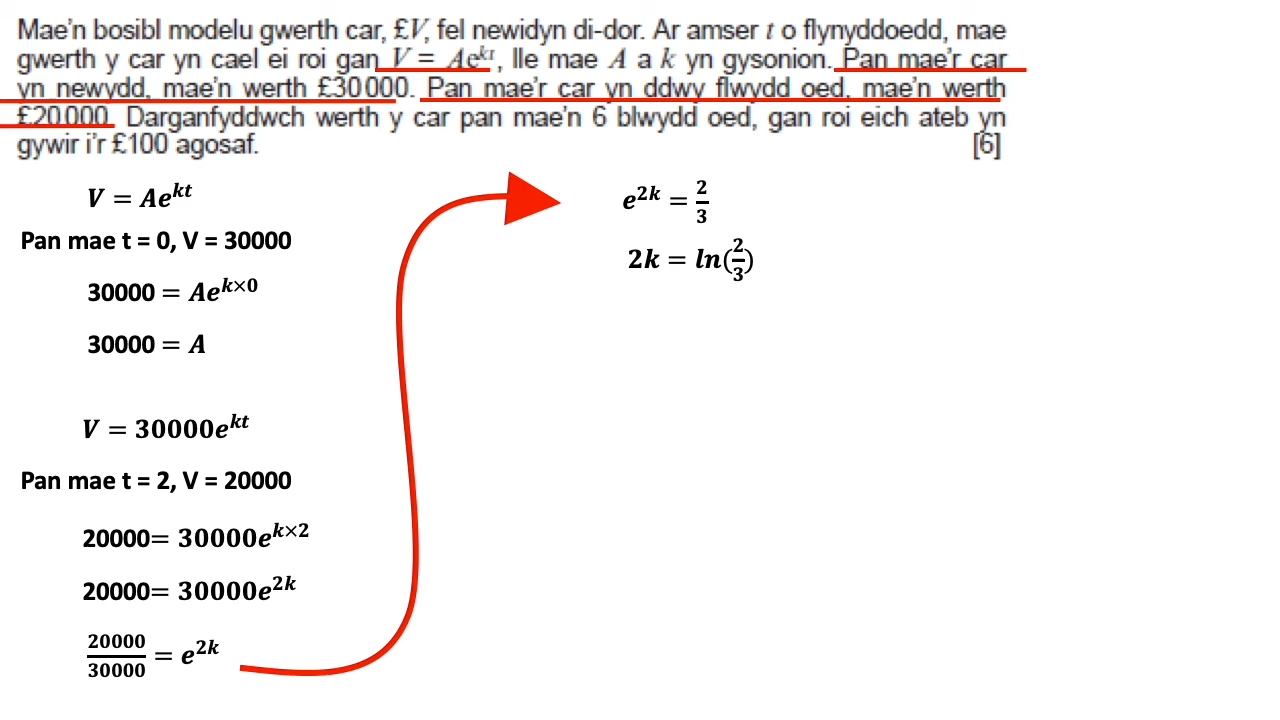 Mae'n bosibl modelu gwerth car, £V, fel newidyn di-dor. Ar amser t o flynyddoedd, mae
gwerth y car yn cael ei roi gan V = Ae^{kt}, lle mae A a k yn gysonion. Pan mae'r car
yn newydd, mae'n werth £30 000. Pan mae'r car yn ddwy flwydd oed, mae'n werth
£20 000. Darganfyddwch werth y car pan mae'n 6 blwydd oed, gan roi eich ateb yn
gywir i'r £100 agosaf. [6]
V = Ae^{kt}
Pan mae t = 0, V = 30000
30000 = Ae^{k×0}
30000 = A
V = 30000e^{kt}
Pan mae t = 2, V = 20000
20000= 30000e^{k×2}
20000= 30000e^{2k}
20000/30000 = e^{2k}
e^{2k} = 2/3
2k = ln(2/3)